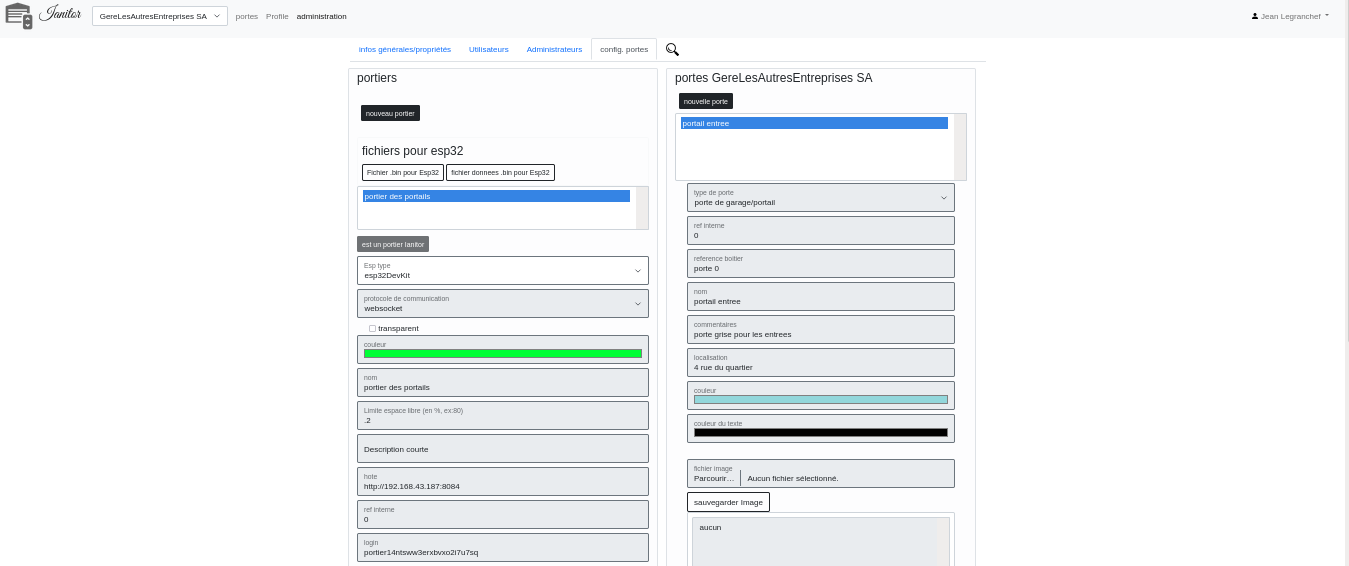 Janitor GereLesAutresEntreprises SA portes Profile administration Jean Legranchef
infos générales/propriétés Utilisateurs Administrateurs config. portes
portiers
nouveau portier
fichiers pour esp32
Fichier .bin pour Esp32 fichier donnees .bin pour Esp32
portier des portails
est un portier Ianitor
Esp type
esp32DevKit
protocole de communication
websocket
transparent
couleur
nom
portier des portails
Limite espace libre (en %, ex:80)
.2
Description courte
hote
http://192.168.43.187:8084
ref interne
0
login
portier14ntsww3erxbvxo2i7u7sq
portes GereLesAutresEntreprises SA
nouvelle porte
portail entree
type de porte
porte de garage/portail
ref interne
0
reference boitier
porte 0
nom
portail entree
commentaires
porte grise pour les entrees
localisation
4 rue du quartier
couleur
couleur du texte
fichier image
Parcourir... Aucun fichier sélectionné.
sauvegarder Image
aucun